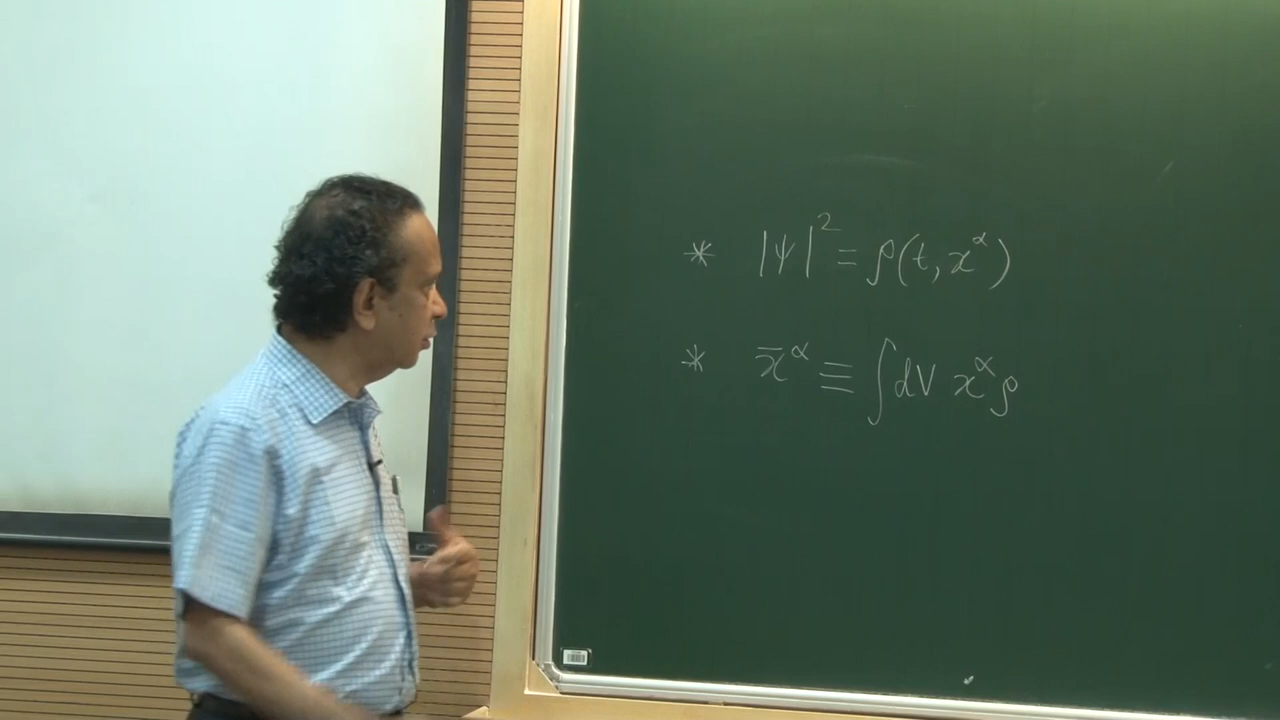 * |ψ|² = ρ(t, x^α)
* x̄^α ≡ ∫dV x^α ρ